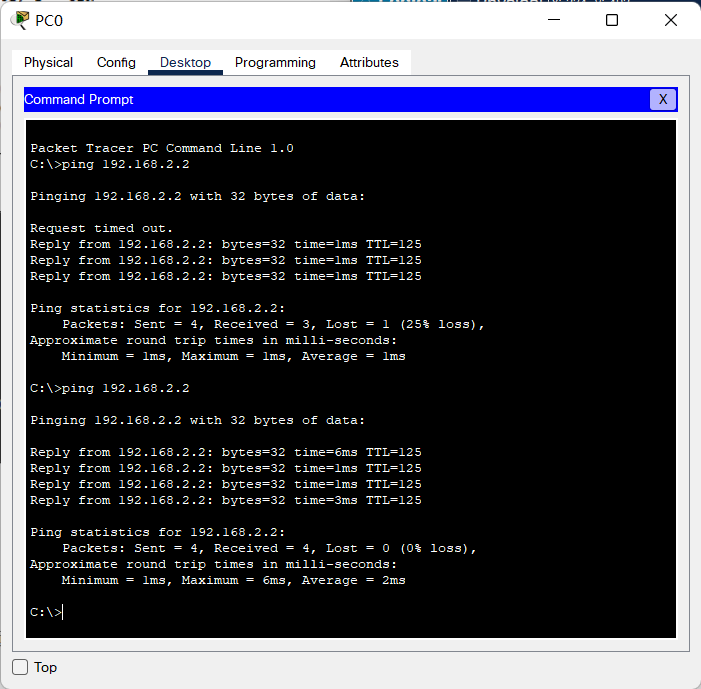 PC0
Physical Config Desktop Programming Attributes
Command Prompt X
Packet Tracer PC Command Line 1.0
C:\>ping 192.168.2.2
Pinging 192.168.2.2 with 32 bytes of data:
Request timed out.
Reply from 192.168.2.2: bytes=32 time=1ms TTL=125
Reply from 192.168.2.2: bytes=32 time=1ms TTL=125
Reply from 192.168.2.2: bytes=32 time=1ms TTL=125
Ping statistics for 192.168.2.2:
    Packets: Sent = 4, Received = 3, Lost = 1 (25% loss),
Approximate round trip times in milli-seconds:
    Minimum = 1ms, Maximum = 1ms, Average = 1ms
C:\>ping 192.168.2.2
Pinging 192.168.2.2 with 32 bytes of data:
Reply from 192.168.2.2: bytes=32 time=6ms TTL=125
Reply from 192.168.2.2: bytes=32 time=1ms TTL=125
Reply from 192.168.2.2: bytes=32 time=1ms TTL=125
Reply from 192.168.2.2: bytes=32 time=3ms TTL=125
Ping statistics for 192.168.2.2:
    Packets: Sent = 4, Received = 4, Lost = 0 (0% loss),
Approximate round trip times in milli-seconds:
    Minimum = 1ms, Maximum = 6ms, Average = 2ms
C:\>
Top